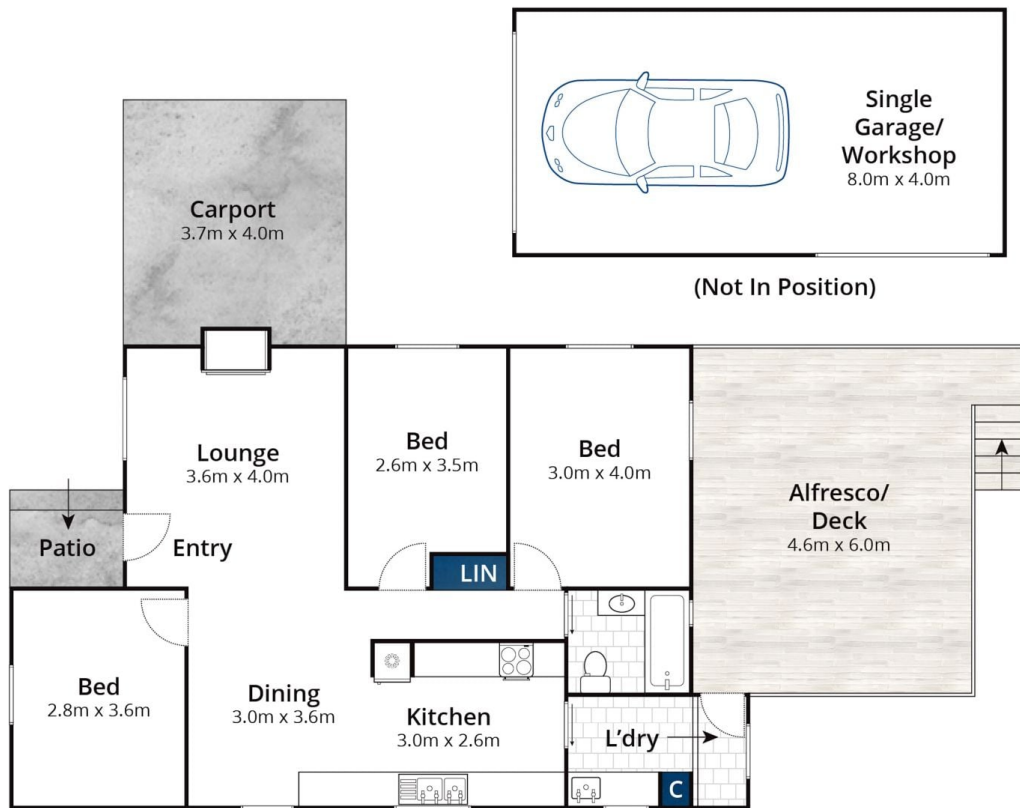 Single
Garage/
Workshop
8.0m x 4.0m
(Not In Position)
Carport
3.7m x 4.0m
Lounge
3.6m x 4.0m
Bed
2.6m x 3.5m
Bed
3.0m x 4.0m
Alfresco/
Deck
4.6m x 6.0m
Patio
Entry
LIN
Bed
2.8m x 3.6m
Dining
3.0m x 3.6m
Kitchen
3.0m x 2.6m
L'dry
C